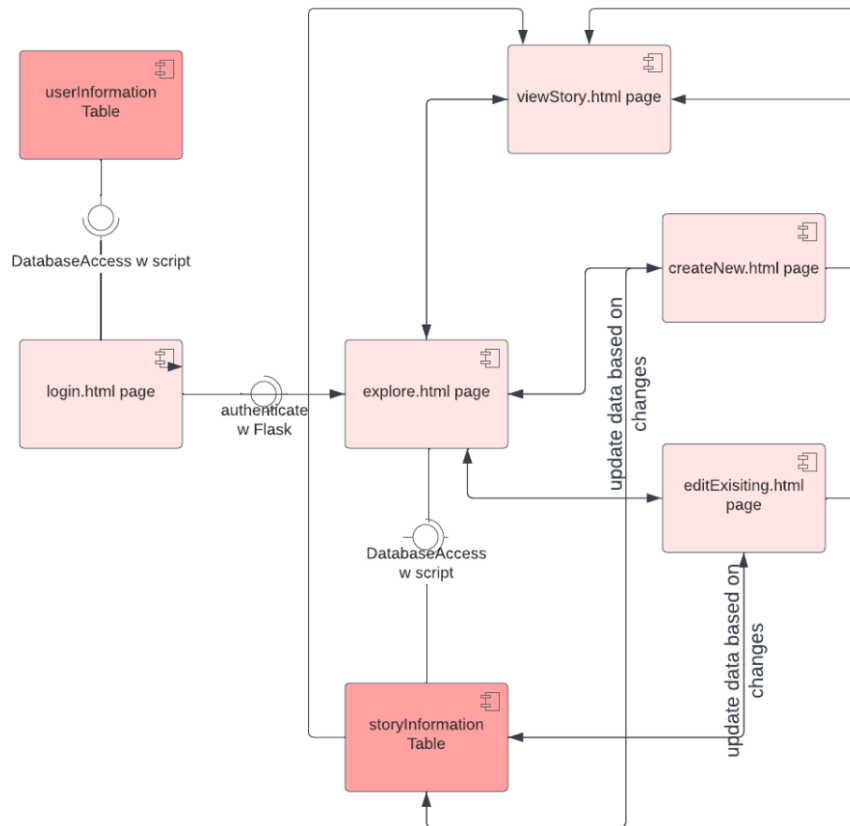 userInformation
Table
viewStory.html page
DatabaseAccess w script
createNew.html page
login.html page
authenticate
w Flask
explore.html page
update data based on
changes
editExisiting.html
page
DatabaseAccess
w script
update data based on
changes
storyInformation
Table